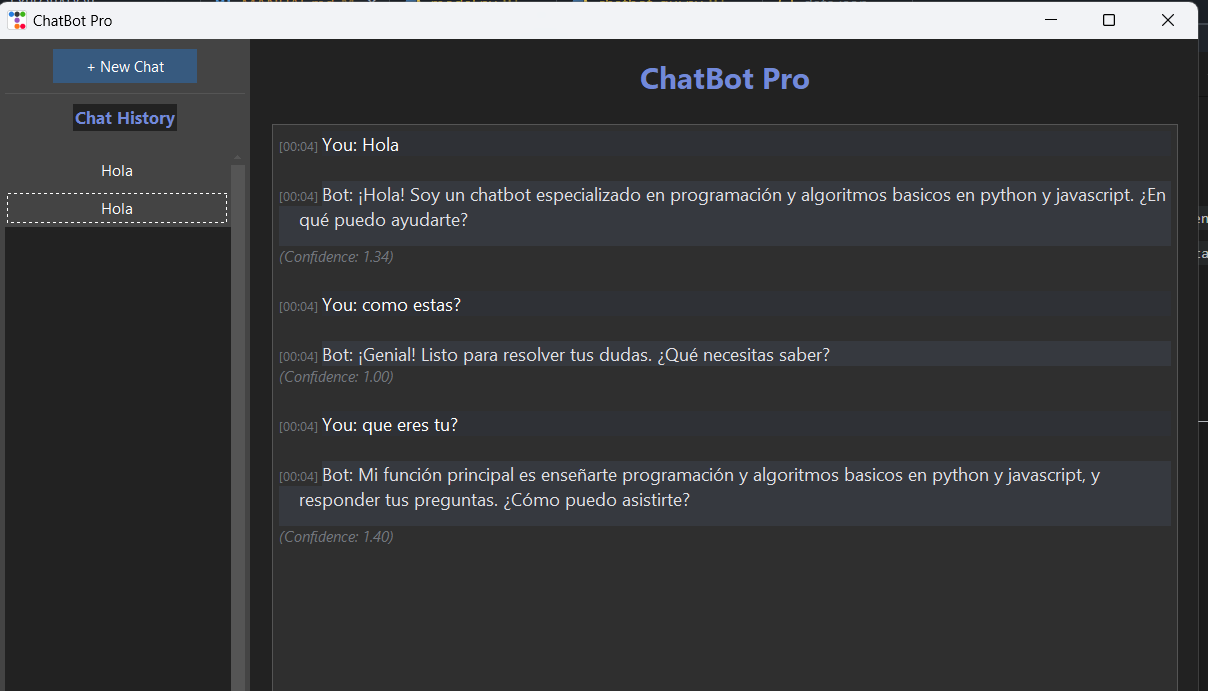 ChatBot Pro
+ New Chat
Chat History
Hola
Hola
ChatBot Pro
[00:04] You: Hola
[00:04] Bot: ¡Hola! Soy un chatbot especializado en programación y algoritmos basicos en python y javascript. ¿En
qué puedo ayudarte?
(Confidence: 1.34)
[00:04] You: como estas?
[00:04] Bot: ¡Genial! Listo para resolver tus dudas. ¿Qué necesitas saber?
(Confidence: 1.00)
[00:04] You: que eres tu?
[00:04] Bot: Mi función principal es enseñarte programación y algoritmos basicos en python y javascript, y
responder tus preguntas. ¿Cómo puedo asistirte?
(Confidence: 1.40)